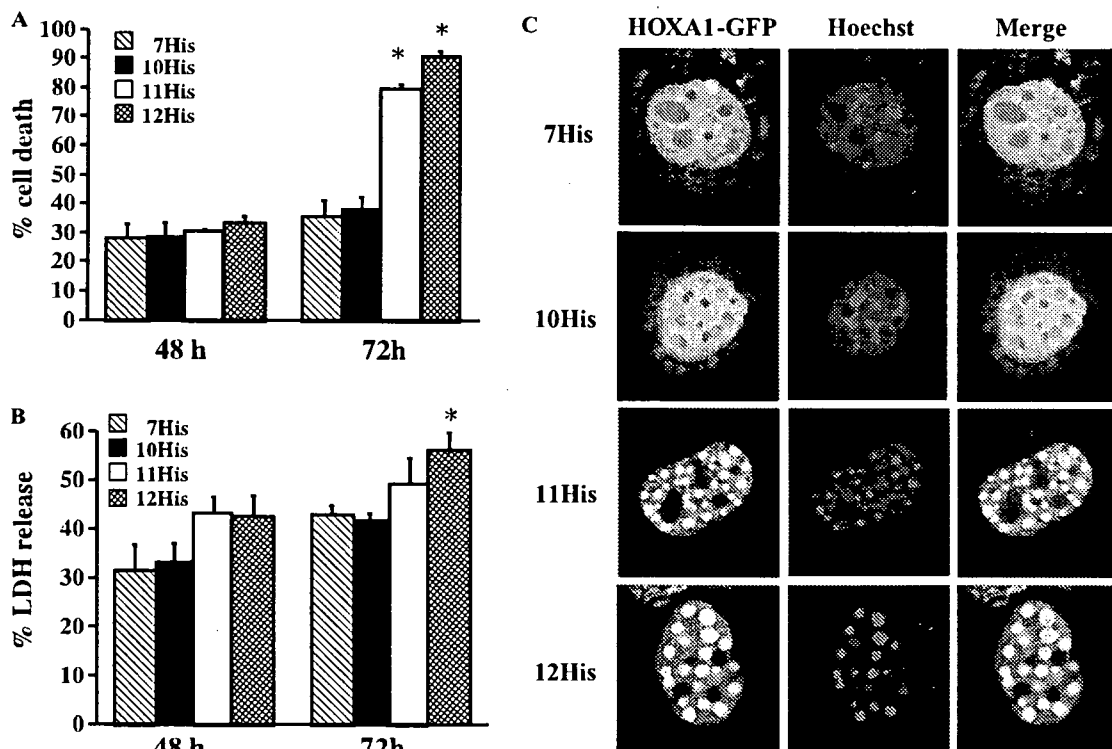 A
% cell death
100
90
80
70
60
50
40
30
20
10
0
7His
10His
11His
12His
*
*
48 h
72h
B
% LDH release
60
50
40
30
20
10
0
7His
10His
11His
12His
*
48 h
72h
C
HOXA1-GFP Hoechst Merge
7His
10His
11His
12His